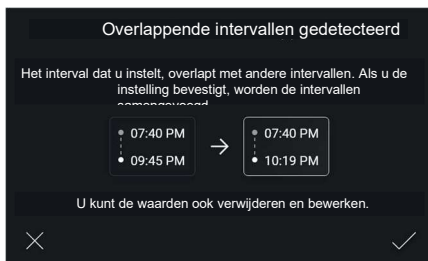 Overlappende intervallen gedetecteerd
Het interval dat u instelt, overlapt met andere intervallen. Als u de
instelling bevestigt, worden de intervallen
samengevoegd
07:40 PM
09:45 PM
→
07:40 PM
10:19 PM
U kunt de waarden ook verwijderen en bewerken.